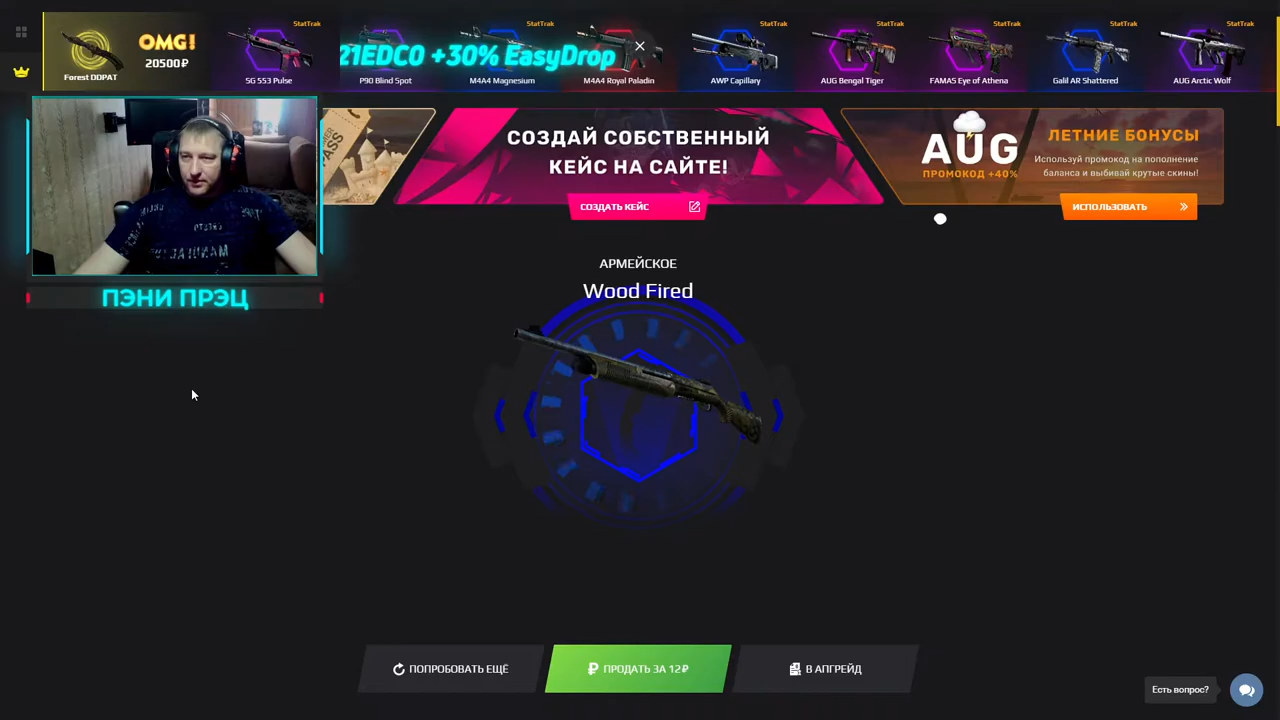 StatTrak
StatTrak
StatTrak
StatTrak
StatTrak
StatTrak
StatTrak
StatTrak
StatTrak
OMG!
20500₽
Forest DDPAT
SG 553 Pulse
21EDC0 +30% EasyDrop
P90 Blind Spot
M4A4 Magnesium
M4A4 Royal Paladin
AWP Capillary
AUG Bengal Tiger
FAMAS Eye of Athena
Galil AR Shattered
AUG Arctic Wolf
PASS
СОЗДАЙ СОБСТВЕННЫЙ
КЕЙС НА САЙТЕ!
СОЗДАТЬ КЕЙС
AUG
ПРОМОКОД +40%
ЛЕТНИЕ БОНУСЫ
Используй промокод на пополнение
баланса и выбивай крутые скины!
ИСПОЛЬЗОВАТЬ
ПЭНИ ПРЭЦ
АРМЕЙСКОЕ
Wood Fired
ПОПРОБОВАТЬ ЕЩЁ
₽ ПРОДАТЬ ЗА 12₽
В АПГРЕЙД
Есть вопрос?